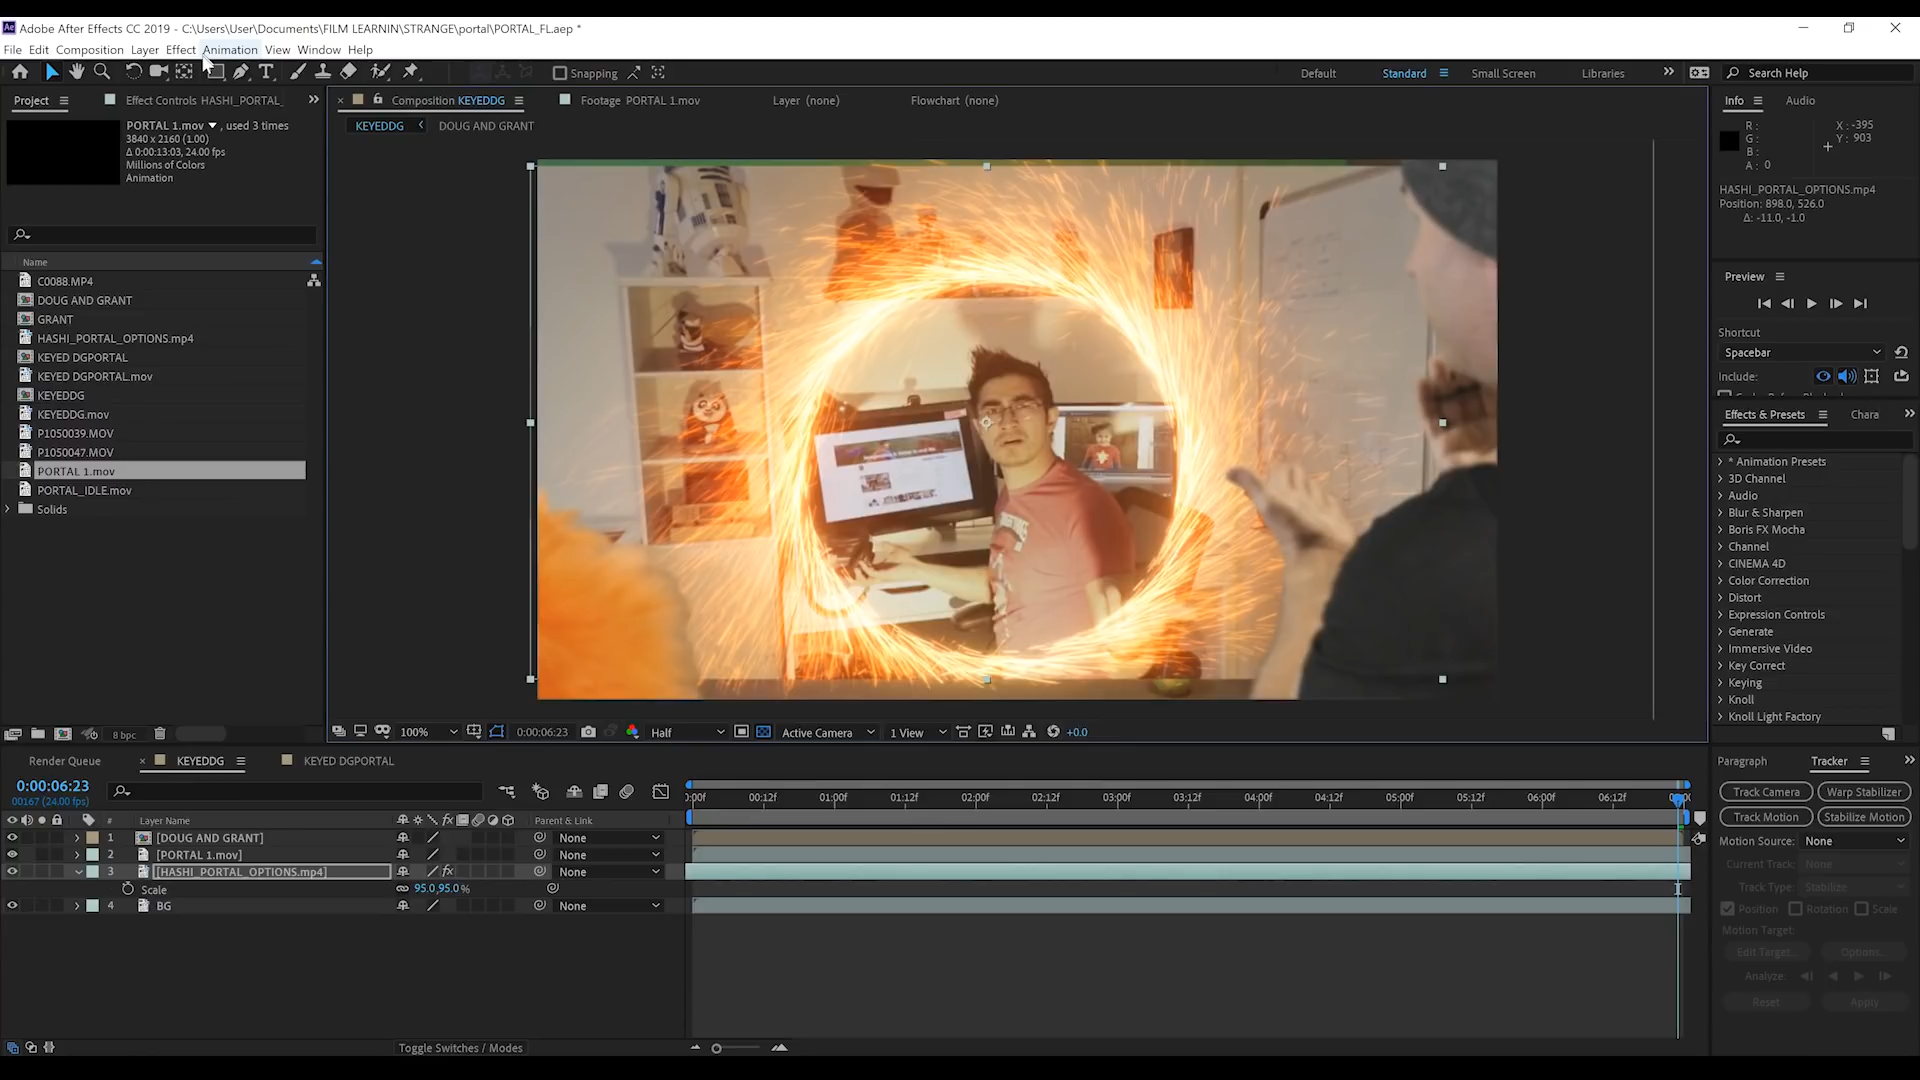 Adobe After Effects CC 2019 - C:\Users\User\Documents\FILM LEARNIN\STRANGE\portal\PORTAL_FL.aep *
File Edit Composition Layer Effect Animation View Window Help
Snapping
Default Standard Small Screen Libraries Search Help
Project Effect Controls HASHI_PORTAL_
Composition KEYEDDG Footage PORTAL 1.mov Layer (none) Flowchart (none)
Info Audio
KEYEDDG DOUG AND GRANT
PORTAL 1.mov , used 3 times
3840 x 2160 (1.00)
Δ 0:00:13:03, 24.00 fps
Millions of Colors
Animation
R :
G :
B :
A : 0
X : -395
Y : 903
HASHI_PORTAL_OPTIONS.mp4
Position: 898.0, 526.0
Δ: -11.0, -1.0
Name
C0088.MP4
DOUG AND GRANT
GRANT
HASHI_PORTAL_OPTIONS.mp4
KEYED DGPORTAL
KEYED DGPORTAL.mov
KEYEDDG
KEYEDDG.mov
P1050039.MOV
P1050047.MOV
PORTAL 1.mov
PORTAL_IDLE.mov
Solids
Preview
Shortcut
Spacebar
Include:
Effects & Presets Chara
* Animation Presets
3D Channel
Audio
Blur & Sharpen
Boris FX Mocha
Channel
CINEMA 4D
Color Correction
Distort
Expression Controls
Generate
Immersive Video
Key Correct
Keying
Knoll
Knoll Light Factory
8 bpc
100% 0:00:06:23 Half Active Camera 1 View +0.0
Render Queue KEYEDDG KEYED DGPORTAL
0:00:06:23
00167 (24.00 fps)
):00f 00:12f 01:00f 01:12f 02:00f 02:12f 03:00f 03:12f 04:00f 04:12f 05:00f 05:12f 06:00f 06:12f
# Layer Name fx Parent & Link
1 [DOUG AND GRANT] None
2 [PORTAL 1.mov] None
3 [HASHI_PORTAL_OPTIONS.mp4] fx None
Scale 95.0,95.0 %
4 BG None
Toggle Switches / Modes
Paragraph Tracker
Track Camera Warp Stabilizer
Track Motion Stabilize Motion
Motion Source: None
Current Track: None
Track Type: Stabilize
Position Rotation Scale
Motion Target:
Edit Target... Options...
Analyze:
Reset Apply